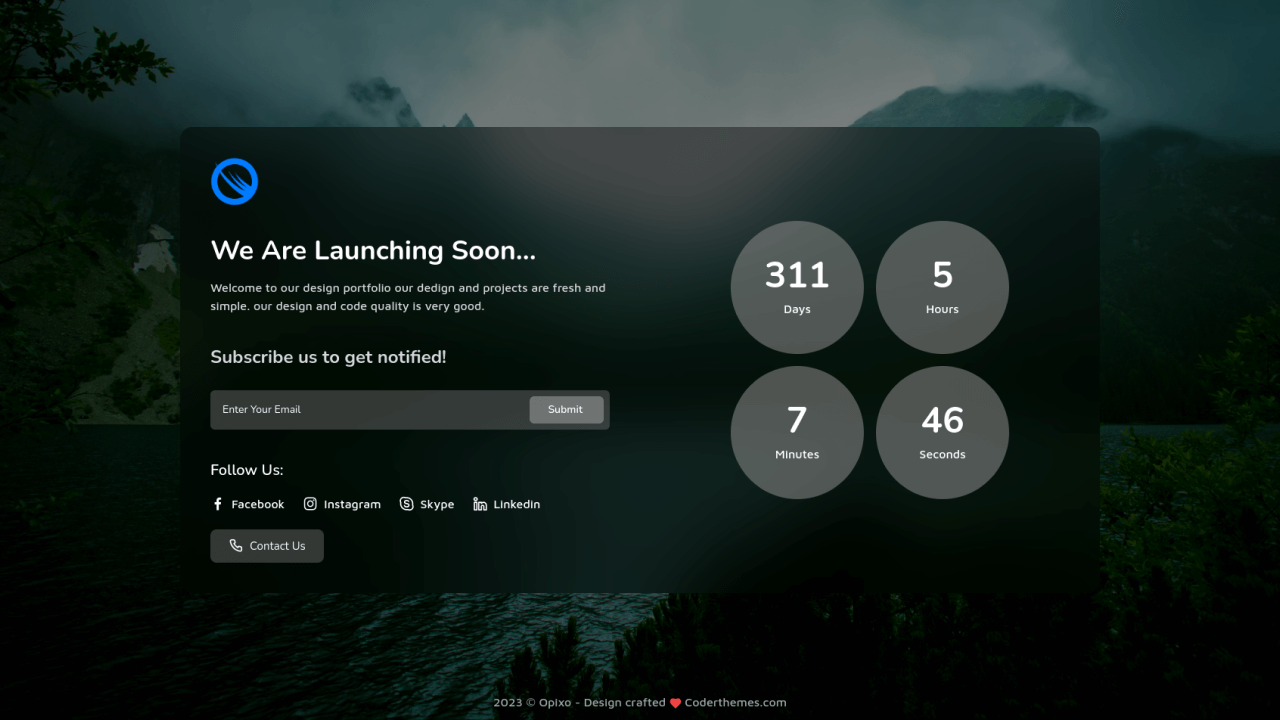 We Are Launching Soon...
Welcome to our design portfolio our dedign and projects are fresh and
simple. our design and code quality is very good.
Subscribe us to get notified!
Enter Your Email
Submit
Follow Us:
Facebook
Instagram
Skype
Linkedin
Contact Us
311
Days
5
Hours
7
Minutes
46
Seconds
2023 © Opixo - Design crafted ❤ Coderthemes.com